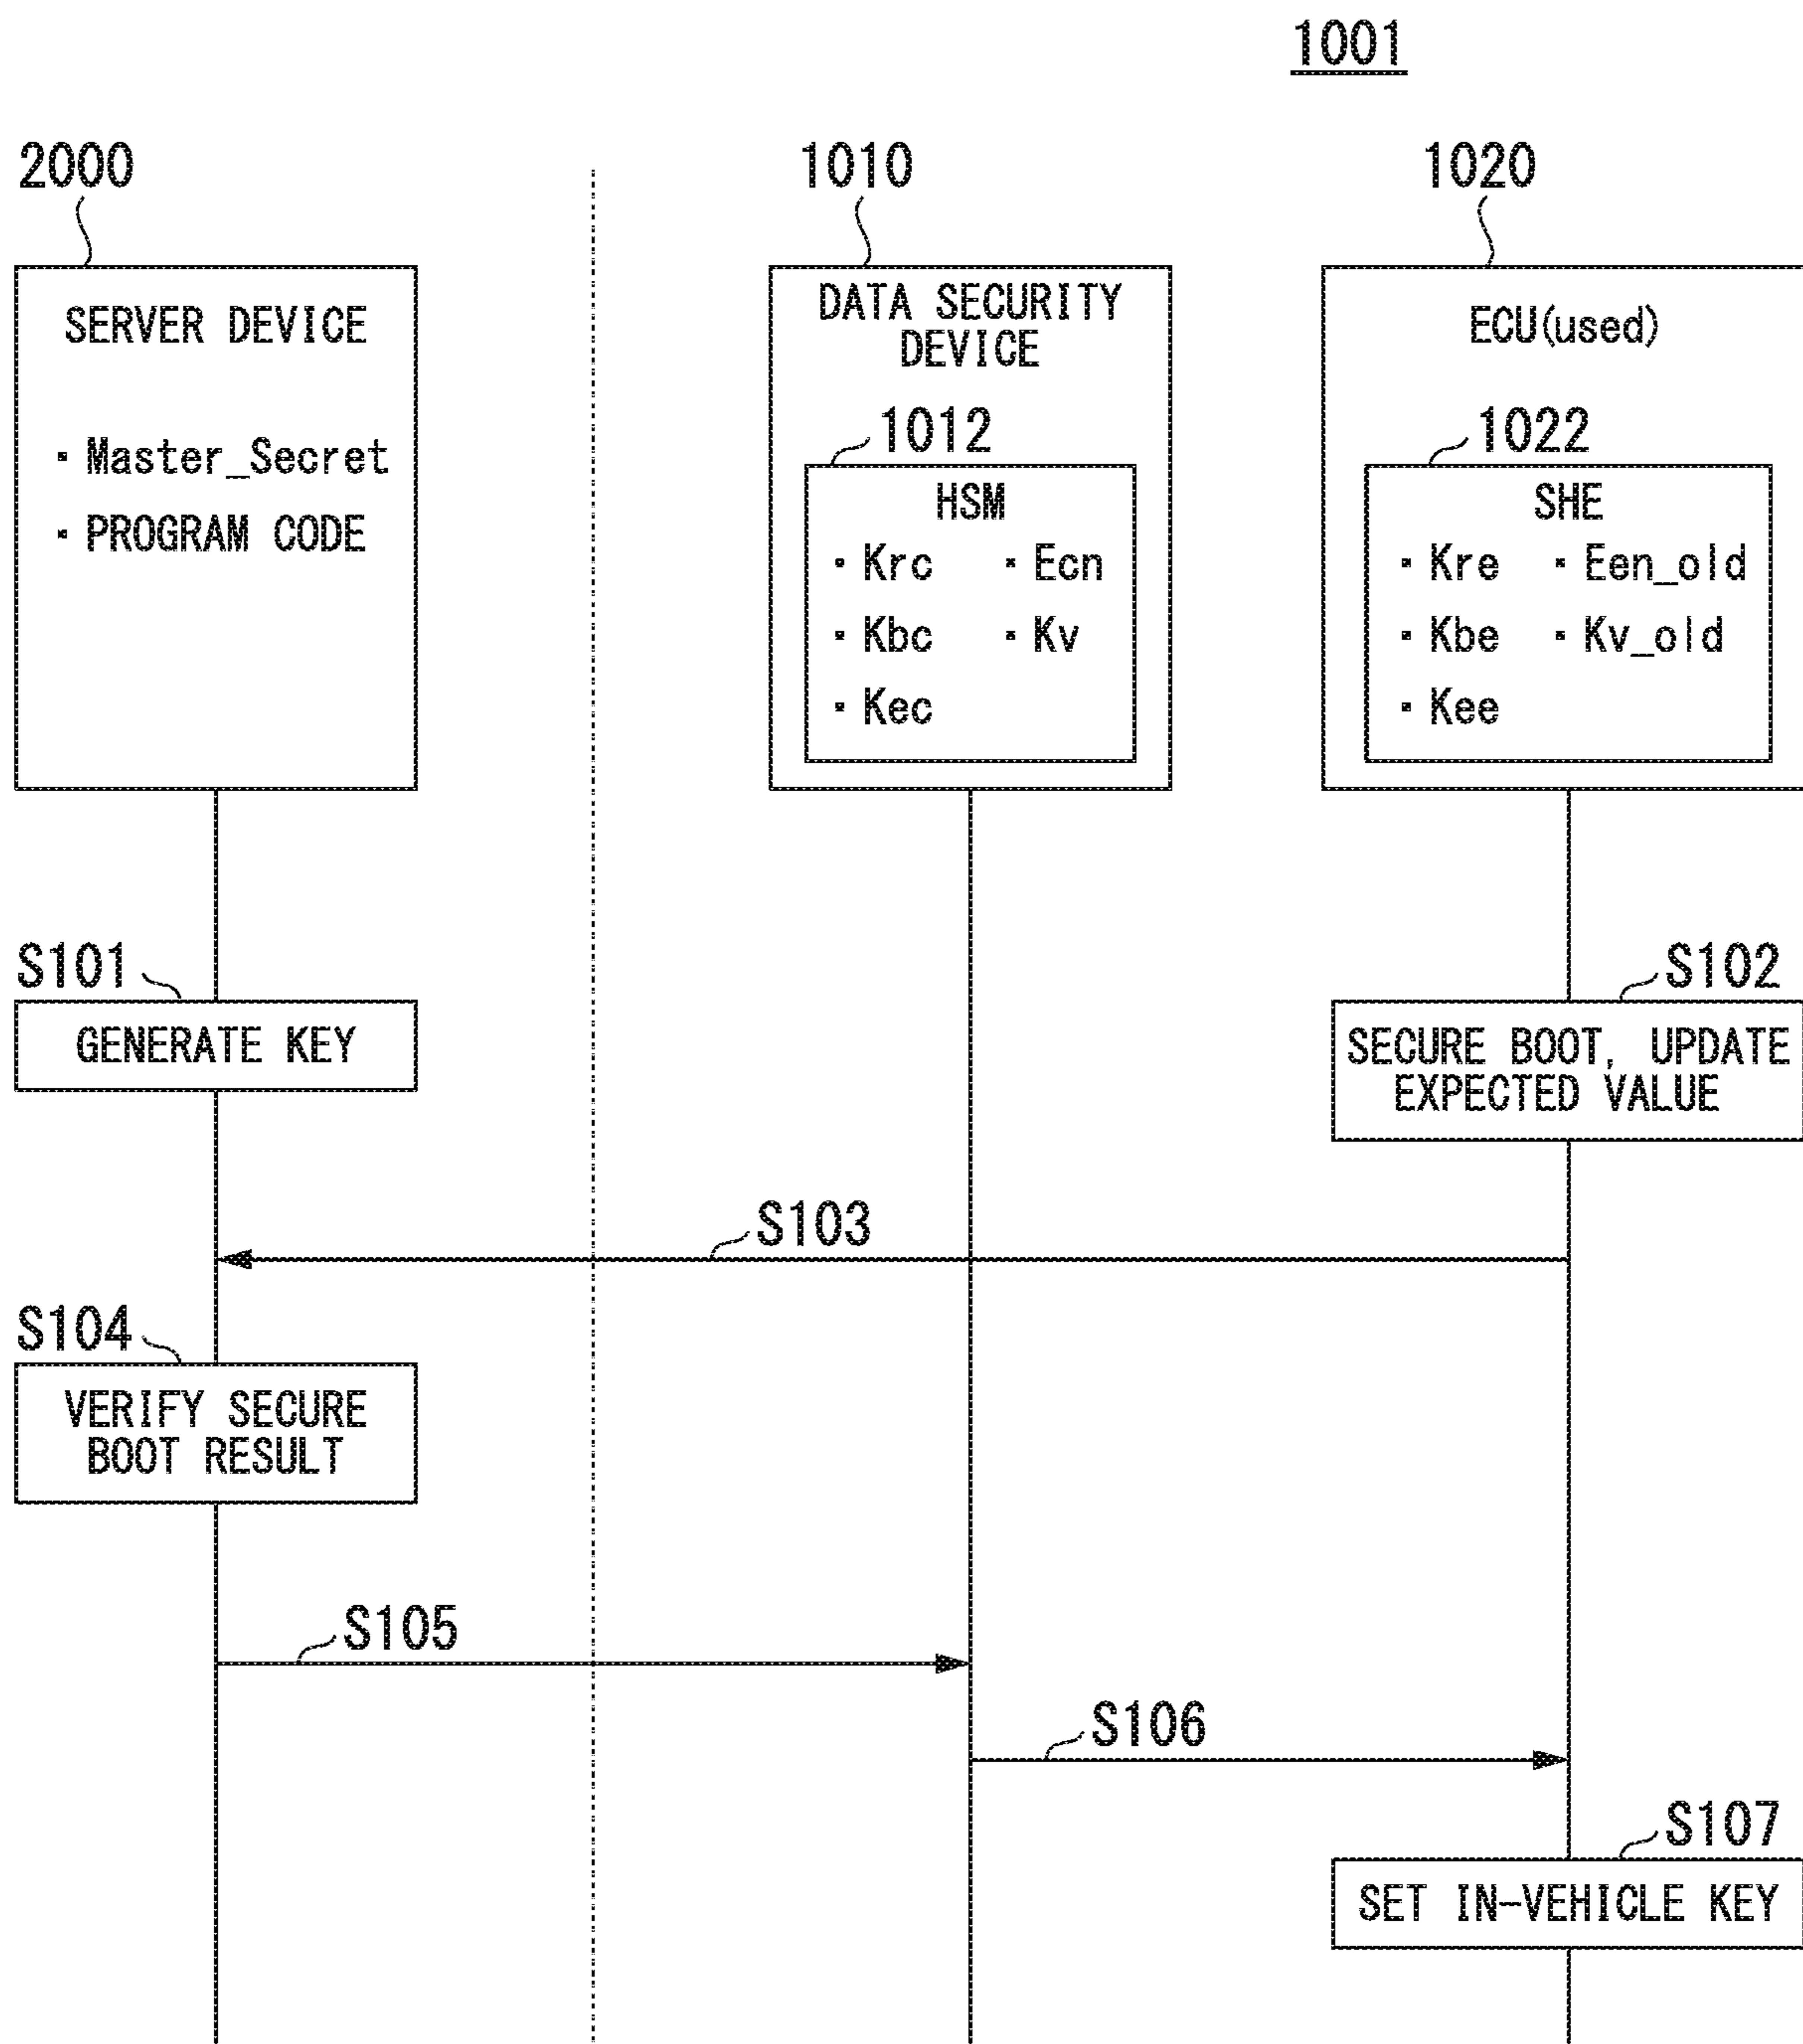 1001
2000
1010
1020
SERVER DEVICE
· Master_Secret
· PROGRAM CODE
DATA SECURITY
DEVICE
1012
HSM
· Krc · Ecn
· Kbc · Kv
· Kec
ECU(used)
1022
SHE
· Kre · Een_old
· Kbe · Kv_old
· Kee
S101
GENERATE KEY
S102
SECURE BOOT, UPDATE
EXPECTED VALUE
S103
S104
VERIFY SECURE
BOOT RESULT
S105
S106
S107
SET IN-VEHICLE KEY